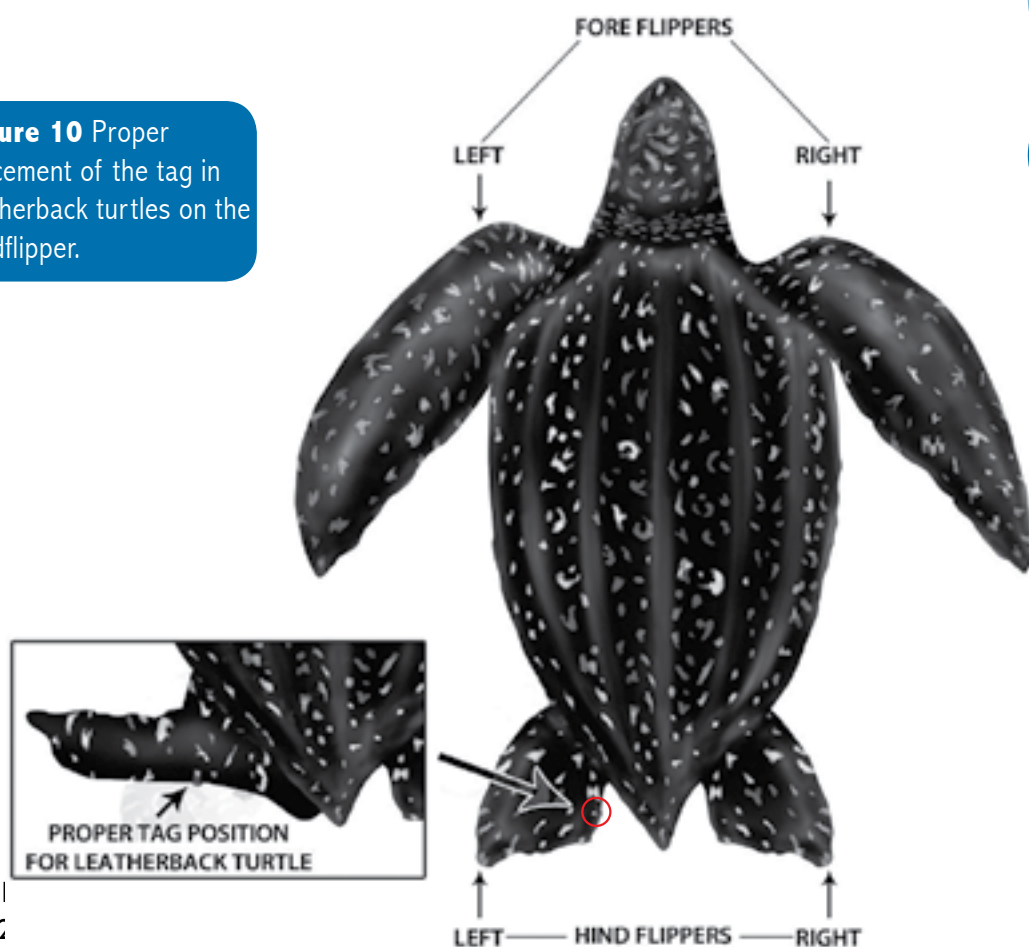 FORE FLIPPERS
ure 10 Proper
cement of the tag in
herback turtles on the
dflipper.
LEFT
RIGHT
PROPER TAG POSITION
FOR LEATHERBACK TURTLE
LEFT
HIND FLIPPERS
RIGHT